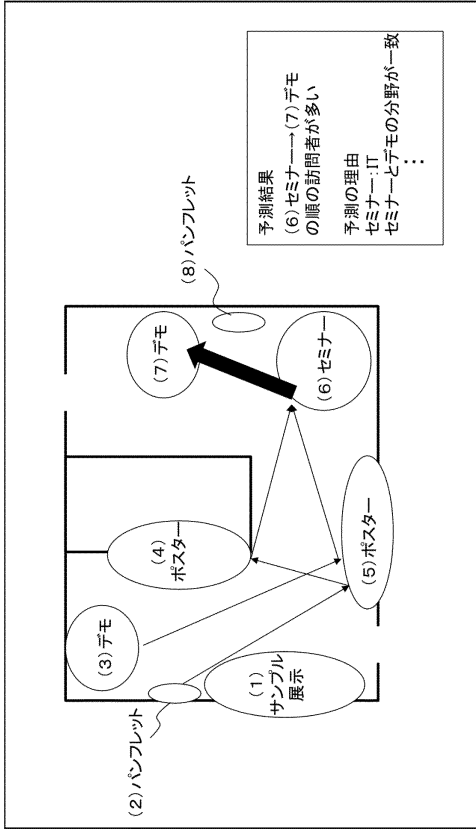 (1)
サンプル
展示
(2)パンフレット
(3)デモ
(4)
ポスター
(5)ポスター
(6)セミナー
(7)デモ
(8)パンフレット
予測結果
(6)セミナー→(7)デモ
の順の訪問者が多い
予測の理由
セミナー:IT
セミナーとデモの分野が一致
⋮